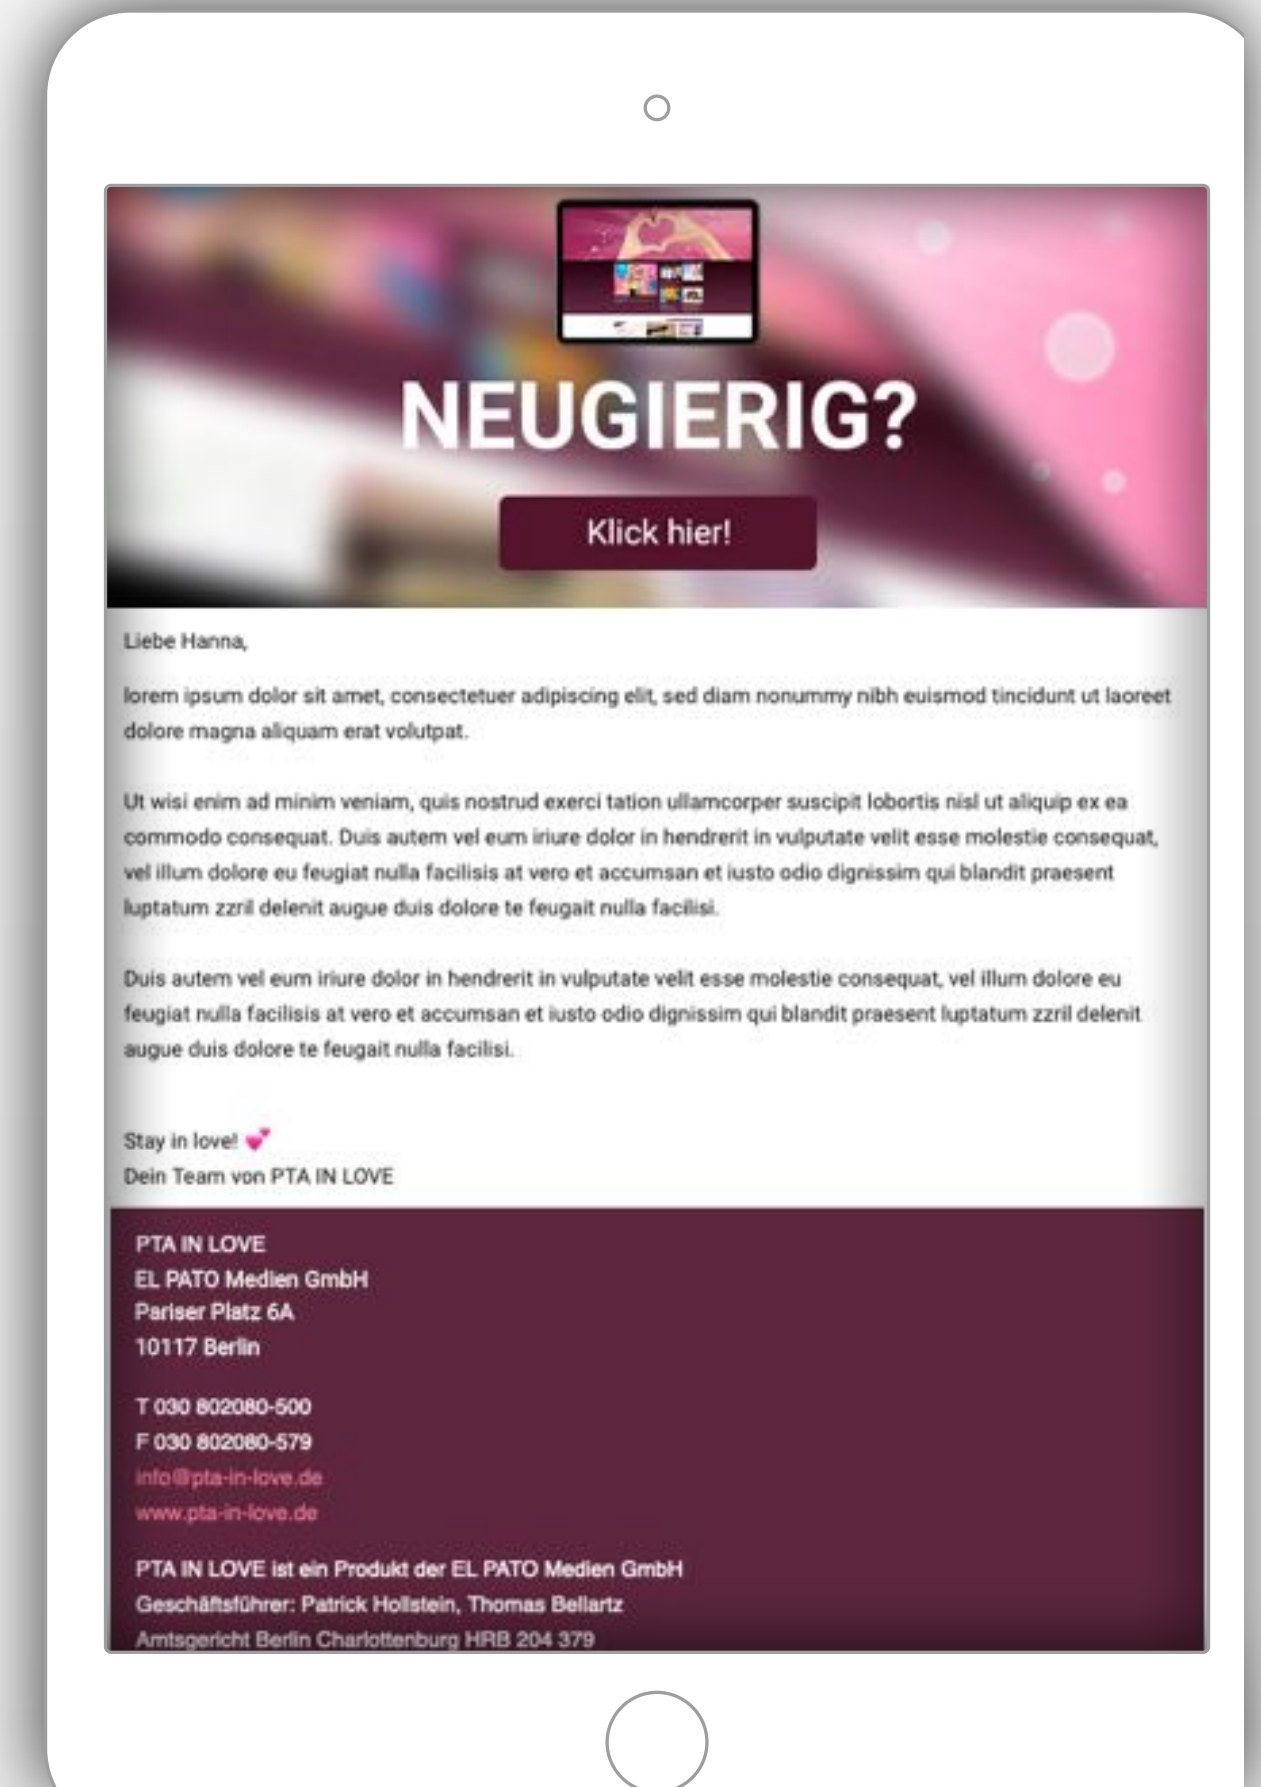 NEUGIERIG?
Klick hier!
Liebe Hanna,
lorem ipsum dolor sit amet, consectetuer adipiscing elit, sed diam nonummy nibh euismod tincidunt ut laoreet
dolore magna aliquam erat volutpat.
Ut wisi enim ad minim veniam, quis nostrud exerci tation ullamcorper suscipit lobortis nisl ut aliquip ex ea
commodo consequat. Duis autem vel eum iriure dolor in hendrerit in vulputate velit esse molestie consequat,
vel illum dolore eu feugiat nulla facilisis at vero et accumsan et iusto odio dignissim qui blandit praesent
luptatum zzril delenit augue duis dolore te feugait nulla facilisi.
Duis autem vel eum iriure dolor in hendrerit in vulputate velit esse molestie consequat, vel illum dolore eu
feugiat nulla facilisis at vero et accumsan et iusto odio dignissim qui blandit praesent luptatum zzril delenit
augue duis dolore te feugait nulla facilisi.
Stay in love! 💕
Dein Team von PTA IN LOVE
PTA IN LOVE
EL PATO Medien GmbH
Pariser Platz 6A
10117 Berlin
T 030 802080-500
F 030 802080-579
info@pta-in-love.de
www.pta-in-love.de
PTA IN LOVE ist ein Produkt der EL PATO Medien GmbH
Geschäftsführer: Patrick Hollstein, Thomas Bellartz
Amtsgericht Berlin Charlottenburg HRB 204 379